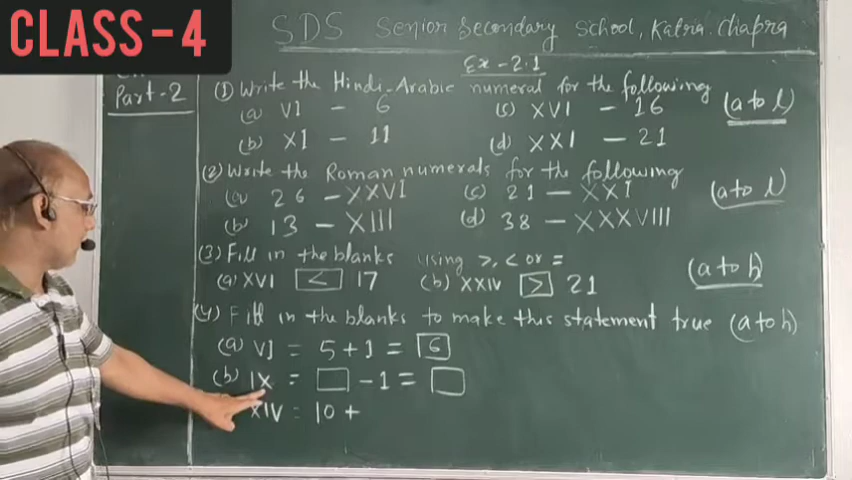 CLASS - 4
SDS Senior Secondary School, Katra. Chapra
Ex - 2.1
Part-2
(1) Write the Hindi-Arabic numeral for the following
(a) VI - 6 (c) XVI - 16 (a to l)
(b) XI - 11 (d) XXI - 21
(2) Write the Roman numerals for the following
(a) 26 - XXVI (c) 21 - XXI (a to l)
(b) 13 - XIII (d) 38 - XXXVIII
(3) Fill in the blanks using >, < or =
(a) XVI < 17 (b) XXIV > 21 (a to h)
(4) Fill in the blanks to make this statement true (a to h)
(a) VI = 5 + 1 = 6
(b) IX = - 1 =
XIV = 10 +